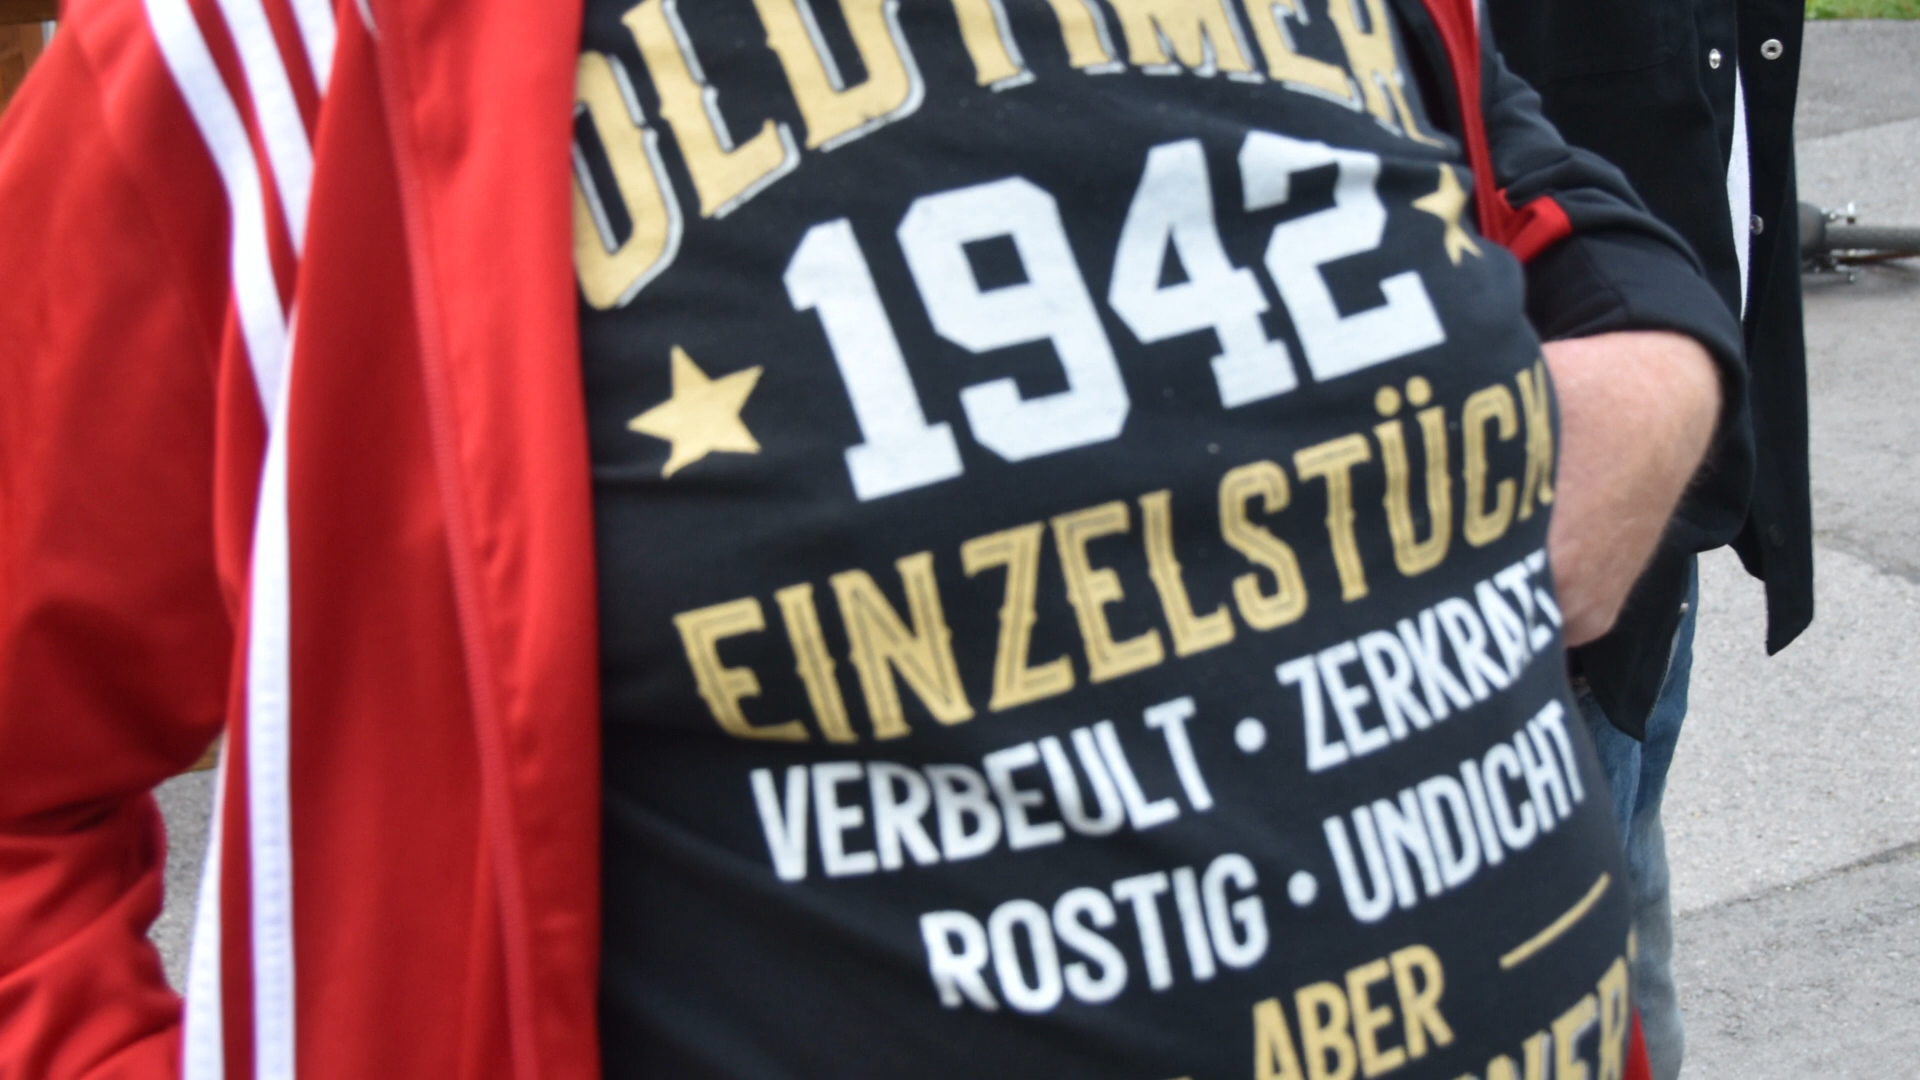 OLDTIMER
1942
EINZELSTÜCK
VERBEULT • ZERKRATZT
ROSTIG • UNDICHT
ABER